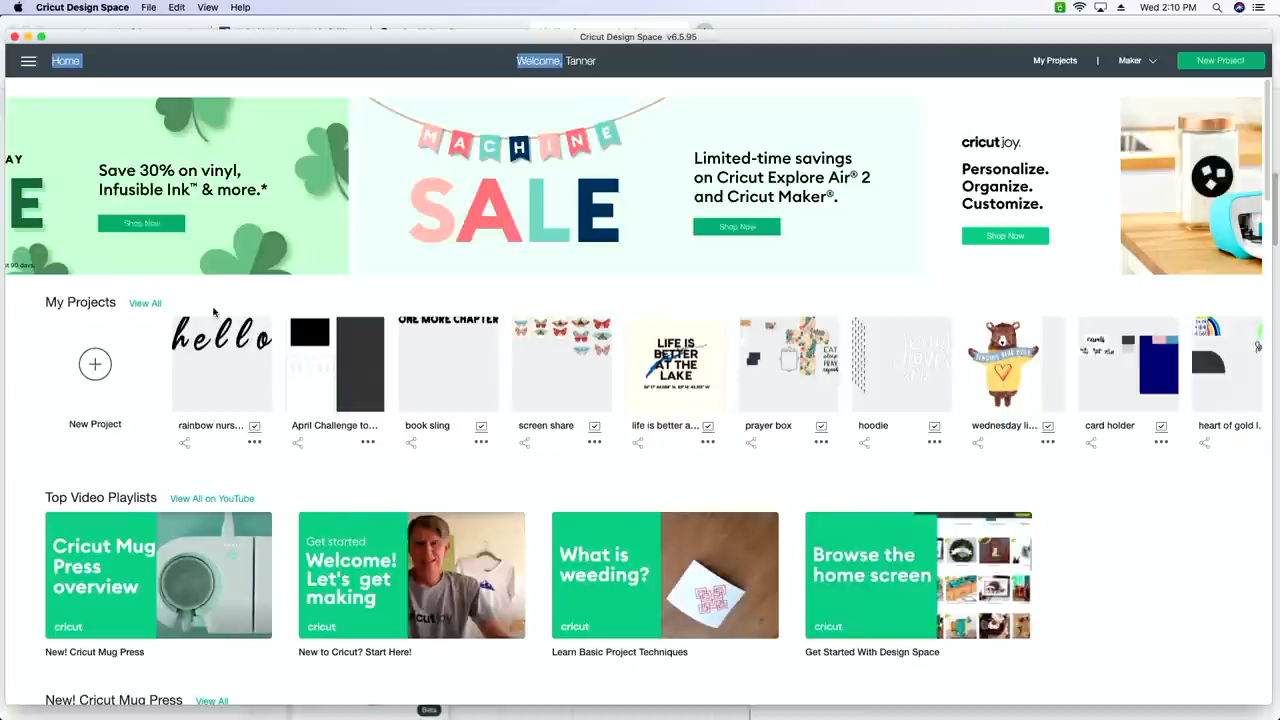 Cricut Design Space File Edit View Help
Wed 2:10 PM
Cricut Design Space v6.5.95
Home
Welcome, Tanner
My Projects | Maker
New Project
AY
E
Save 30% on vinyl,
Infusible Ink™ & more.*
Shop Now
MACHINE
SALE
Limited-time savings
on Cricut Explore Air® 2
and Cricut Maker®.
Shop Now
cricut joy.
Personalize.
Organize.
Customize.
Shop Now
My Projects View All
hello
ONE MORE CHAPTER
LIFE IS
BETTER
AT THE
LAKE
New Project
rainbow nurs...
April Challenge to...
book sling
screen share
life is better a...
prayer box
hoodie
wednesday li...
card holder
heart of gold l...
Top Video Playlists View All on YouTube
Cricut Mug
Press
overview
cricut
Get started
Welcome!
Let's get
making
cricut
What is
weeding?
cricut
Browse the
home screen
cricut
New! Cricut Mug Press
New to Cricut? Start Here!
Learn Basic Project Techniques
Get Started With Design Space
New! Cricut Mug Press View All
Beta